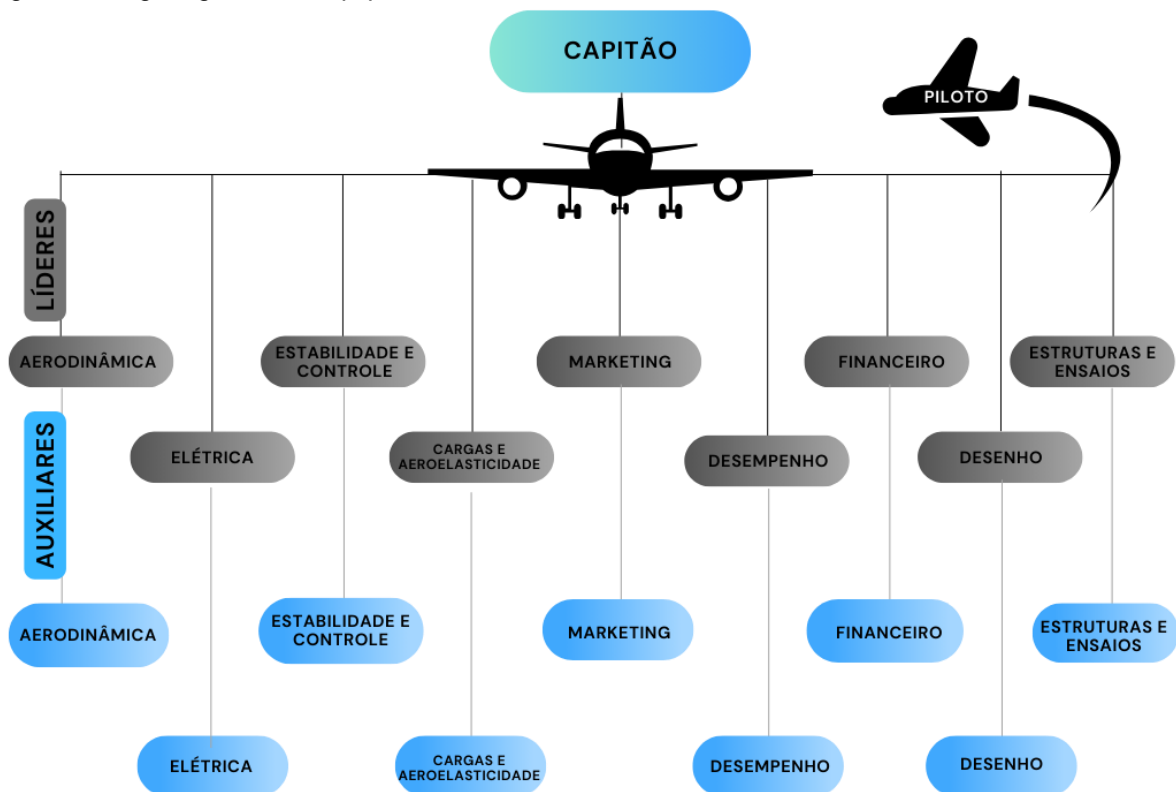 CAPITÃO
PILOTO
LÍDERES
AERODINÂMICA
ESTABILIDADE E
CONTROLE
MARKETING
FINANCEIRO
ESTRUTURAS E
ENSAIOS
ELÉTRICA
CARGAS E
AEROELASTICIDADE
DESEMPENHO
DESENHO
AUXILIARES
AERODINÂMICA
ESTABILIDADE E
CONTROLE
MARKETING
FINANCEIRO
ESTRUTURAS E
ENSAIOS
ELÉTRICA
CARGAS E
AEROELASTICIDADE
DESEMPENHO
DESENHO